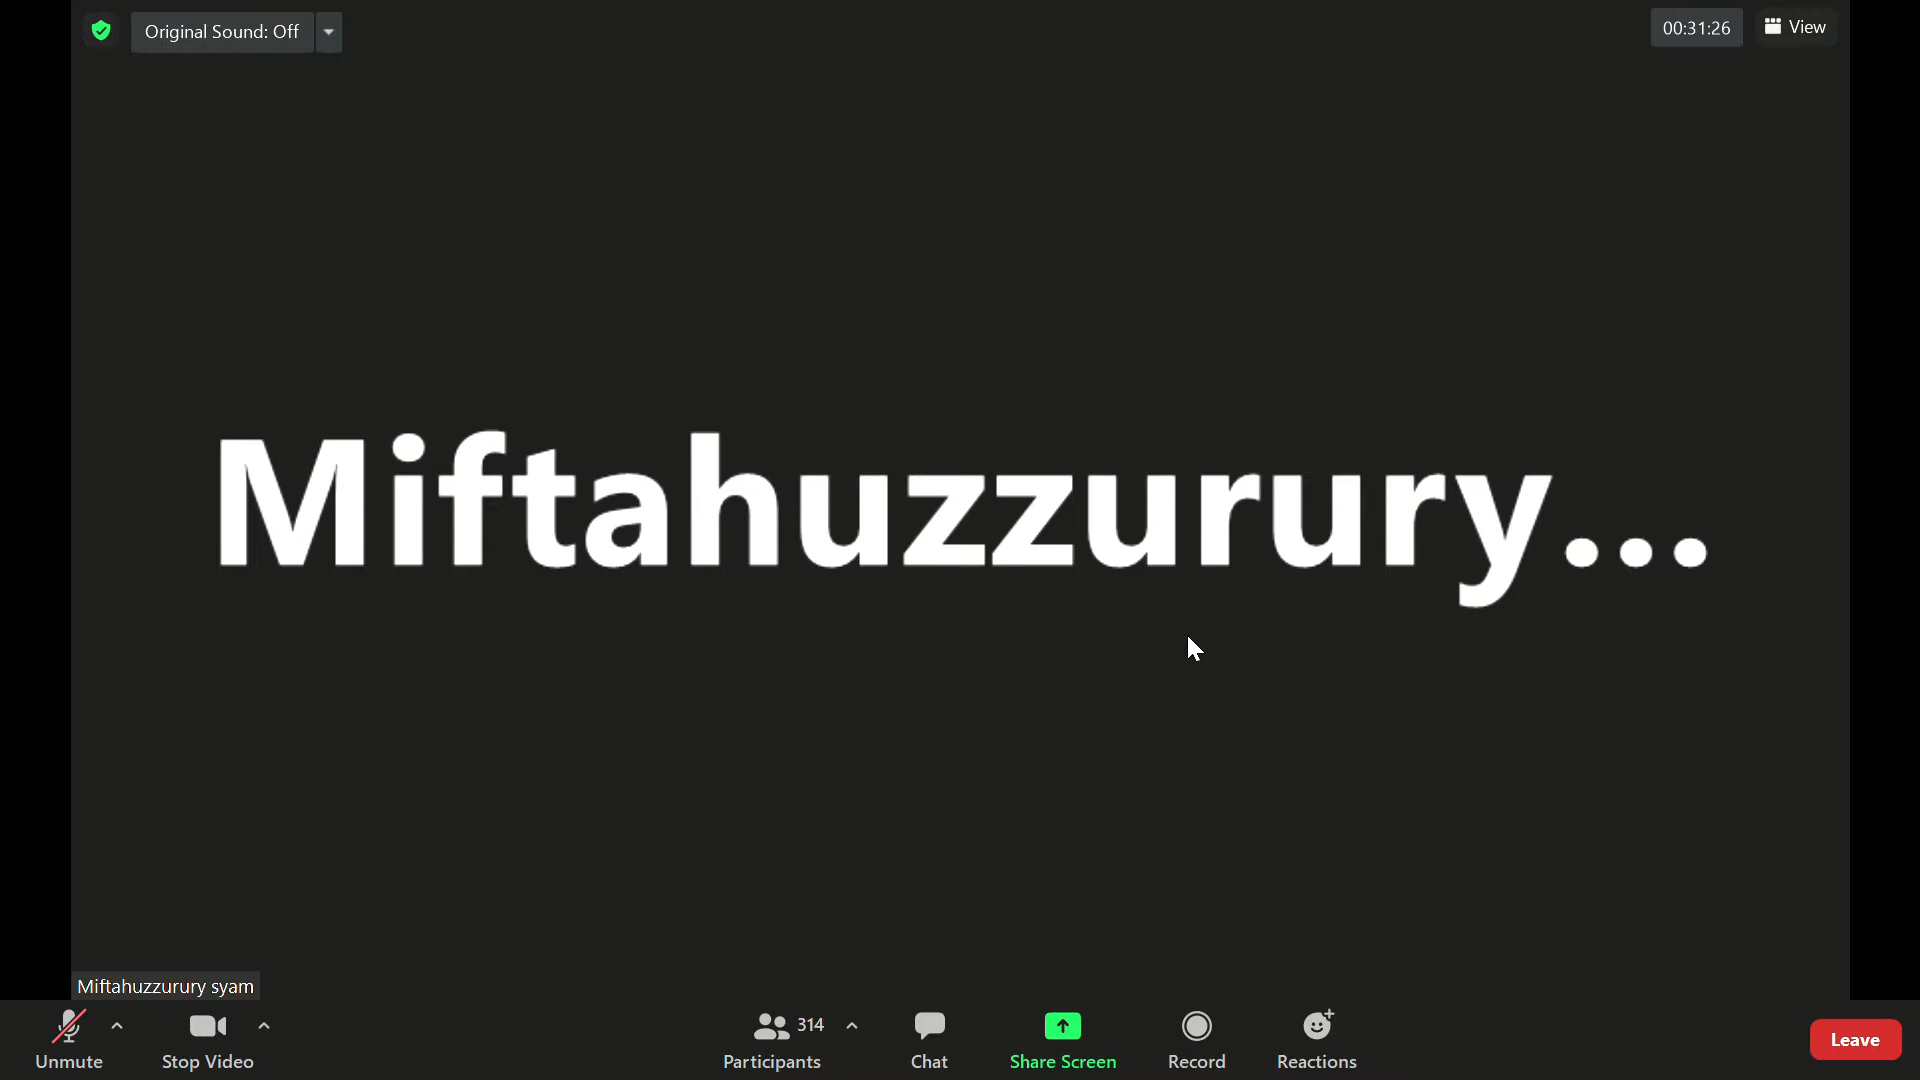 Original Sound: Off
00:31:26
View
Miftahuzzurury...
Miftahuzzurury syam
314
Unmute
Stop Video
Participants
Chat
Share Screen
Record
Reactions
Leave